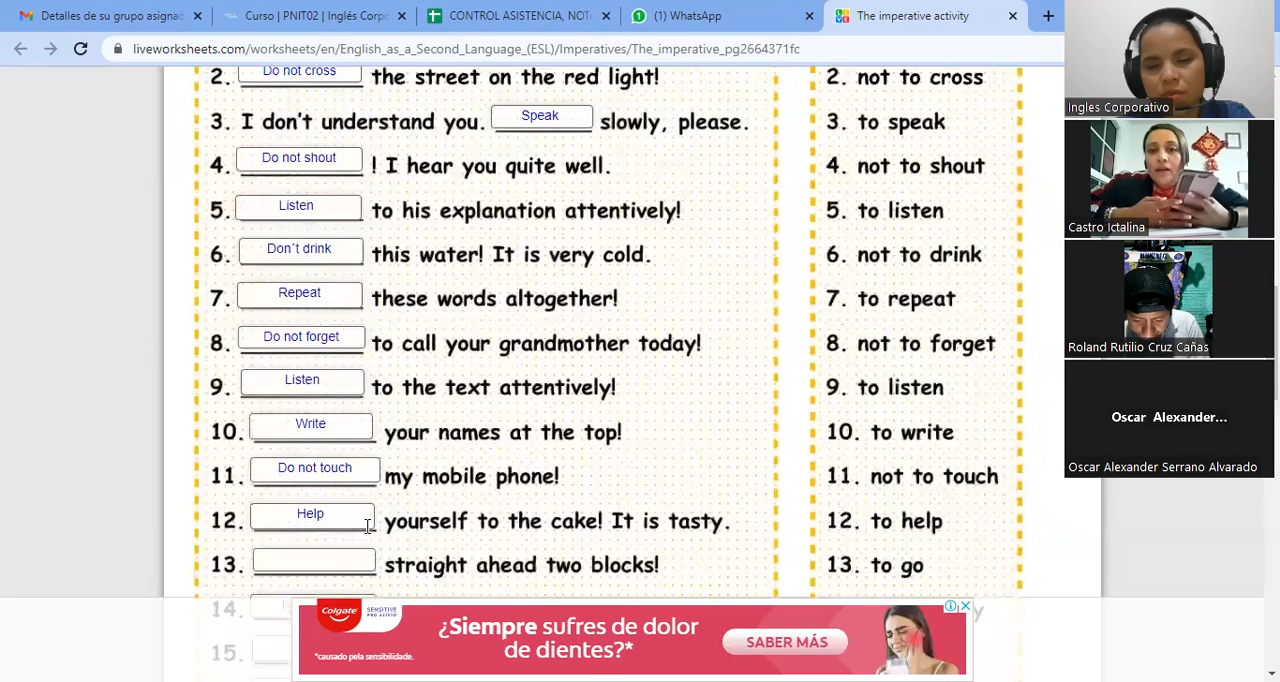 Detalles de su grupo asignac
Curso | PNIT07 | Inglés Corpo
CONTROL ASISTENCIA, NOTA
(1) WhatsApp
The imperative activity
liveworksheets.com/worksheets/en/English_as_a_Second_Language_(ESL)/Imperatives/The_imperative_pg2664371fc
2. Do not cross the street on the red light!
3. I don't understand you. Speak slowly, please.
4. Do not shout ! I hear you quite well.
5. Listen to his explanation attentively!
6. Don´t drink this water! It is very cold.
7. Repeat these words altogether!
8. Do not forget to call your grandmother today!
9. Listen to the text attentively!
10. Write your names at the top!
11. Do not touch my mobile phone!
12. Help yourself to the cake! It is tasty.
13. straight ahead two blocks!
14.
15.
2. not to cross
3. to speak
4. not to shout
5. to listen
6. not to drink
7. to repeat
8. not to forget
9. to listen
10. to write
11. not to touch
12. to help
13. to go
Colgate
SENSITIVE
PRO ALIVIO
¿Siempre sufres de dolor
de dientes?*
*causado pela sensibilidade.
SABER MÁS
Ingles Corporativo
Castro Ictalina
Roland Rutilio Cruz Cañas
Oscar Alexander...
Oscar Alexander Serrano Alvarado